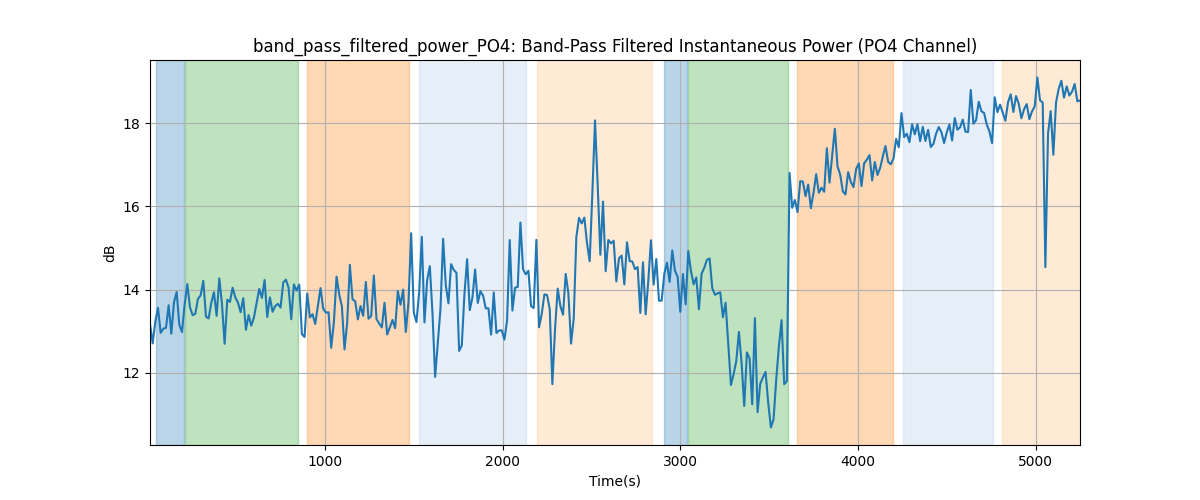 band_pass_filtered_power_PO4: Band-Pass Filtered Instantaneous Power (PO4 Channel)
18
16
14
12
dB
1000 2000 3000 4000 5000
Time(s)